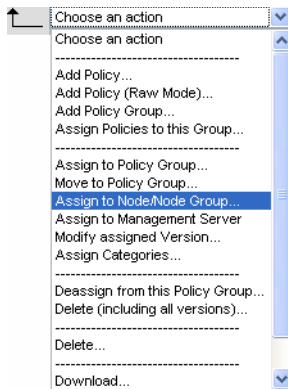 Choose an action
Choose an action
-----------------------------------
Add Policy...
Add Policy (Raw Mode)...
Add Policy Group...
Assign Policies to this Group...
-----------------------------------
Assign to Policy Group...
Move to Policy Group...
Assign to Node/Node Group...
Assign to Management Server
Modify assigned Version...
Assign Categories...
-----------------------------------
Deassign from this Policy Group...
Delete (including all versions)...
-----------------------------------
Delete...
-----------------------------------
Download...